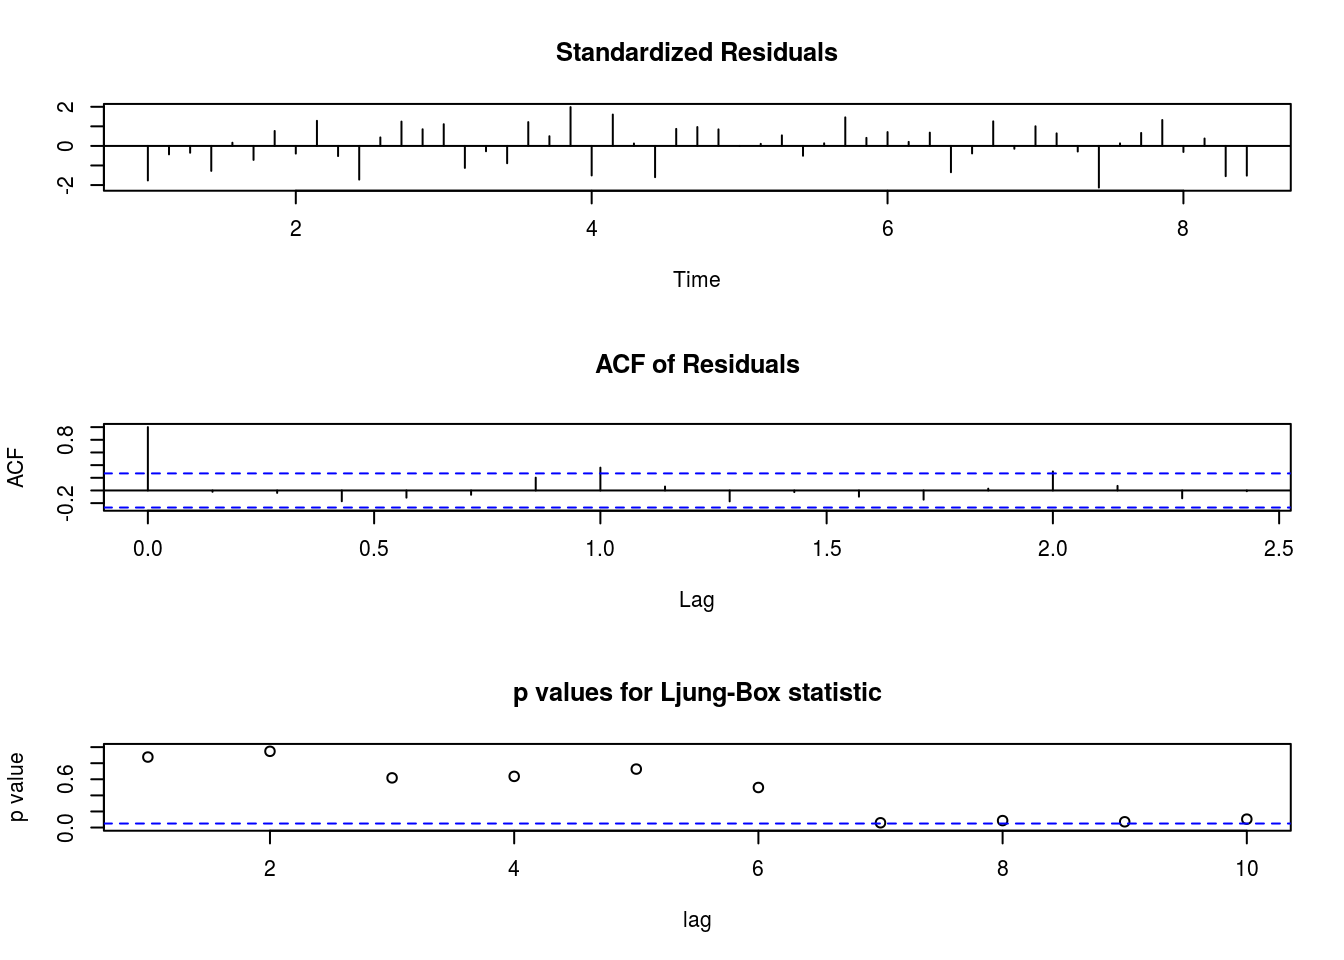 Standardized Residuals
2
0
-2
2 4 6 8
Time
ACF of Residuals
ACF
0.8
-0.2
0.0 0.5 1.0 1.5 2.0 2.5
Lag
p values for Ljung-Box statistic
p value
0.6
0.0
2 4 6 8 10
lag